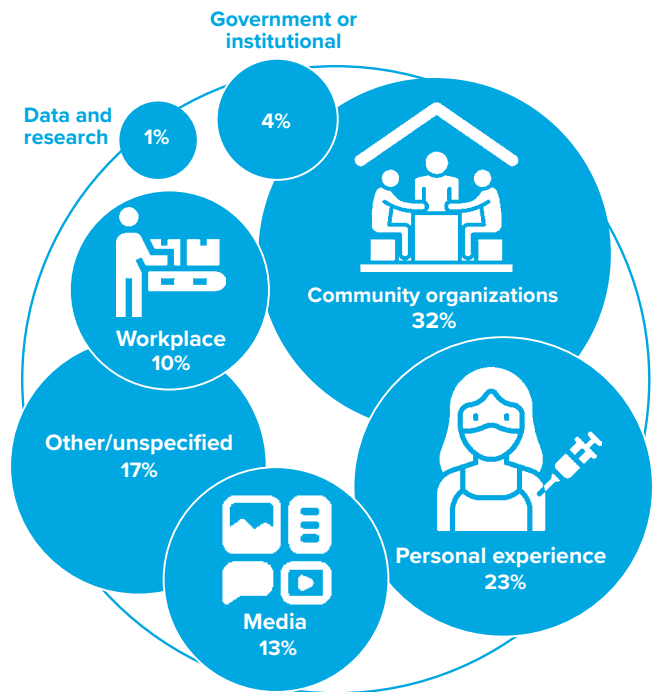 Government or
institutional
4%
Data and
research
1%
Community organizations
32%
Workplace
10%
Other/unspecified
17%
Personal experience
23%
Media
13%